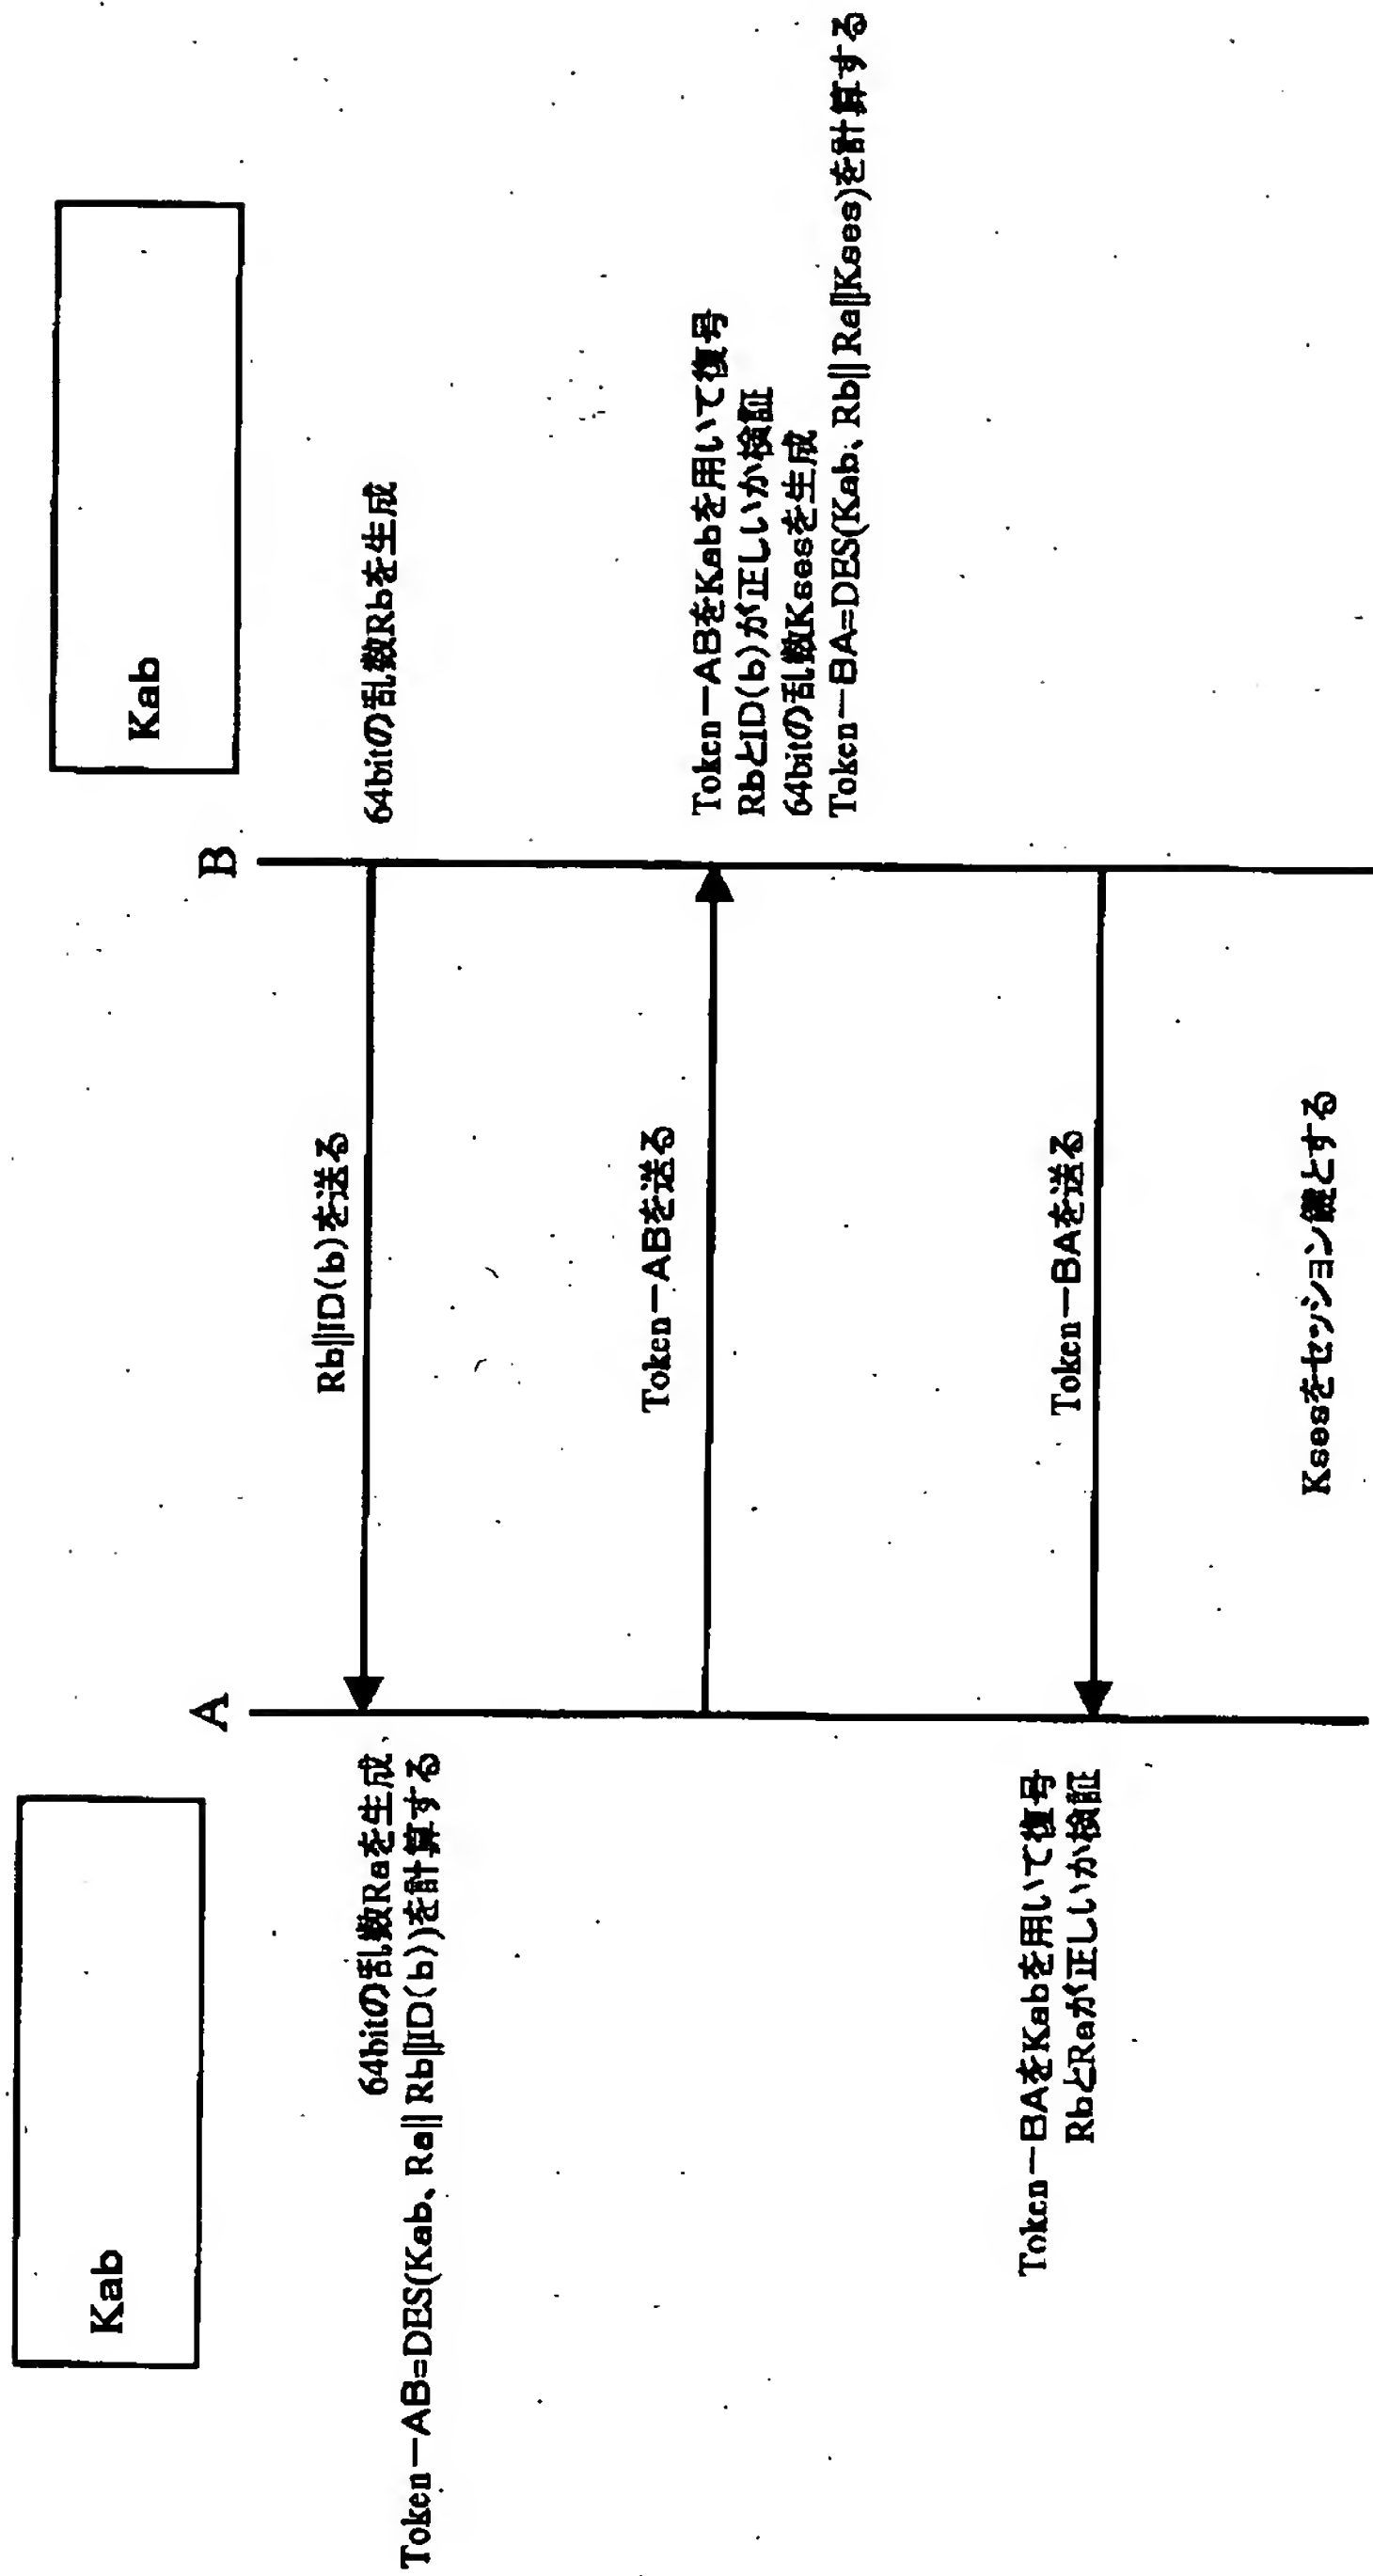 Kab
Kab
A
B
64bitの乱数Rbを生成
Rb∥ID(b)を送る
64bitの乱数Raを生成
Token−AB=DES(Kab、Ra∥Rb∥ID(b))を計算する
Token−ABを送る
Token−ABをKabを用いて復号
RbとID(b)が正しいか検証
64bitの乱数Ksesを生成
Token−BA=DES(Kab、Rb∥Ra∥Kses)を計算する
Token−BAを送る
Token−BAをKabを用いて復号
RbとRaが正しいか検証
Ksesをセッション鍵とする